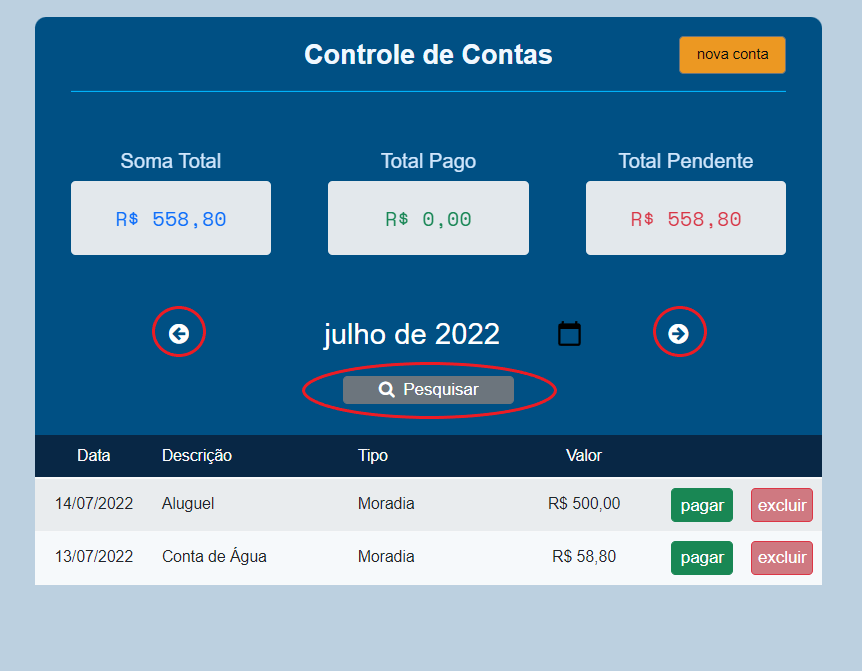 Controle de Contas
nova conta
Soma Total Total Pago Total Pendente
R$ 558,80 R$ 0,00 R$ 558,80
julho de 2022
Pesquisar
Data Descrição Tipo Valor
14/07/2022 Aluguel Moradia R$ 500,00 pagar excluir
13/07/2022 Conta de Água Moradia R$ 58,80 pagar excluir